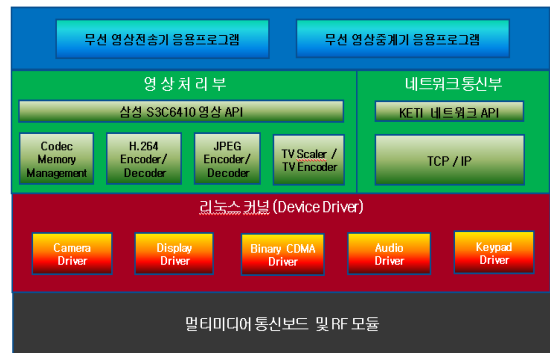 무선 영상전송기 응용프로그램
무선 영상중계기 응용프로그램
영상처리부
네트워크통신부
삼성 S3C6410 영상 API
KETI 네트워크 API
Codec
Memory
Management
H.264
Encoder/
Decoder
JPEG
Encoder/
Decoder
TV Scaler /
TV Encoder
TCP / IP
리눅스 커널 (Device Driver)
Camera
Driver
Display
Driver
Binary CDMA
Driver
Audio
Driver
Keypad
Driver
멀티미디어 통신보드 및 RF 모듈